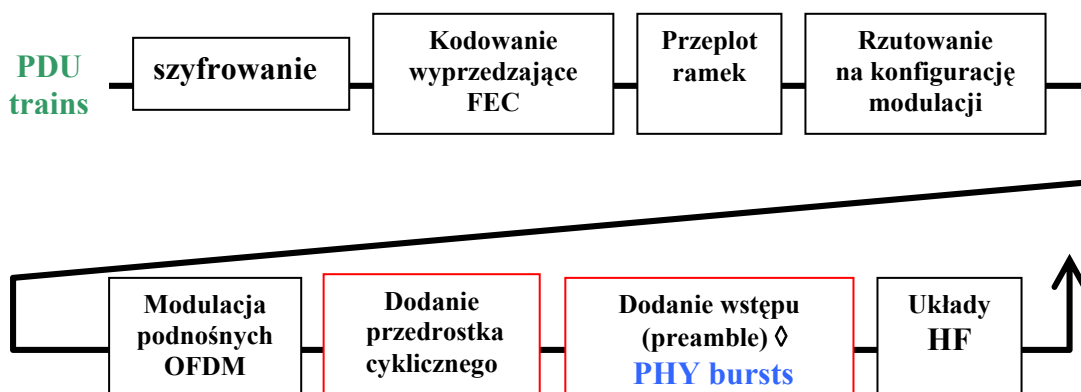 PDU
trains
szyfrowanie
Kodowanie
wyprzedzające
FEC
Przeplot
ramek
Rzutowanie
na konfigurację
modulacji
Modulacja
podnośnych
OFDM
Dodanie
przedrostka
cyklicznego
Dodanie wstępu
(preamble) ◊
PHY bursts
Układy
HF